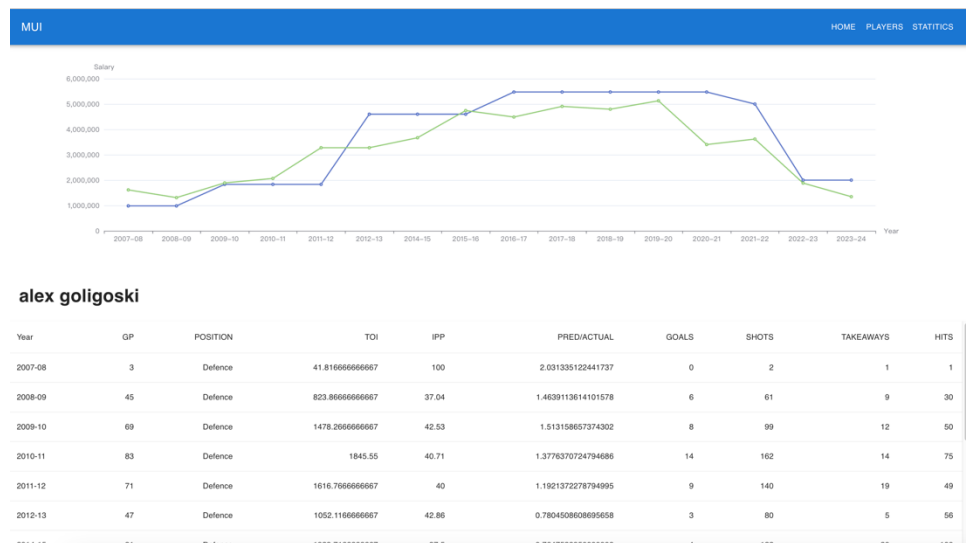 MUI HOME PLAYERS STATITICS
Salary
6,000,000
5,000,000
4,000,000
3,000,000
2,000,000
1,000,000
0
2007-08 2008-09 2009-10 2010-11 2011-12 2012-13 2014-15 2015-16 2016-17 2017-18 2018-19 2019-20 2020-21 2021-22 2022-23 2023-24 Year
alex goligoski
Year GP POSITION TOI IPP PRED/ACTUAL GOALS SHOTS TAKEAWAYS HITS
2007-08 3 Defence 41.816666666667 100 2.031335122441737 0 2 1 1
2008-09 45 Defence 823.86666666667 37.04 1.4639113614101578 6 61 9 30
2009-10 69 Defence 1478.2666666667 42.53 1.513158657374302 8 99 12 50
2010-11 83 Defence 1845.55 40.71 1.3776370724794686 14 162 14 75
2011-12 71 Defence 1616.7666666667 40 1.1921372278794995 9 140 19 49
2012-13 47 Defence 1052.1166666667 42.86 0.7804508608695658 3 80 5 56